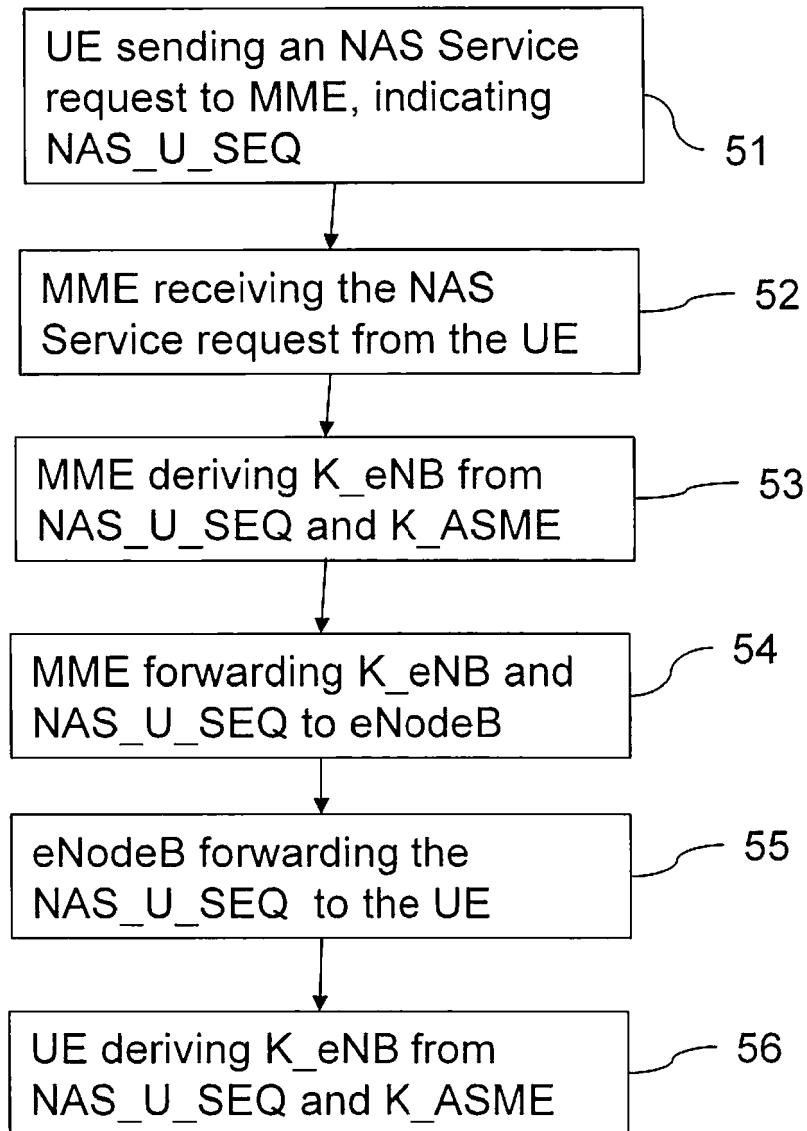 UE sending an NAS Service
request to MME, indicating
NAS_U_SEQ
51
MME receiving the NAS
Service request from the UE
52
MME deriving K_eNB from
NAS_U_SEQ and K_ASME
53
MME forwarding K_eNB and
NAS_U_SEQ to eNodeB
54
eNodeB forwarding the
NAS_U_SEQ to the UE
55
UE deriving K_eNB from
NAS_U_SEQ and K_ASME
56